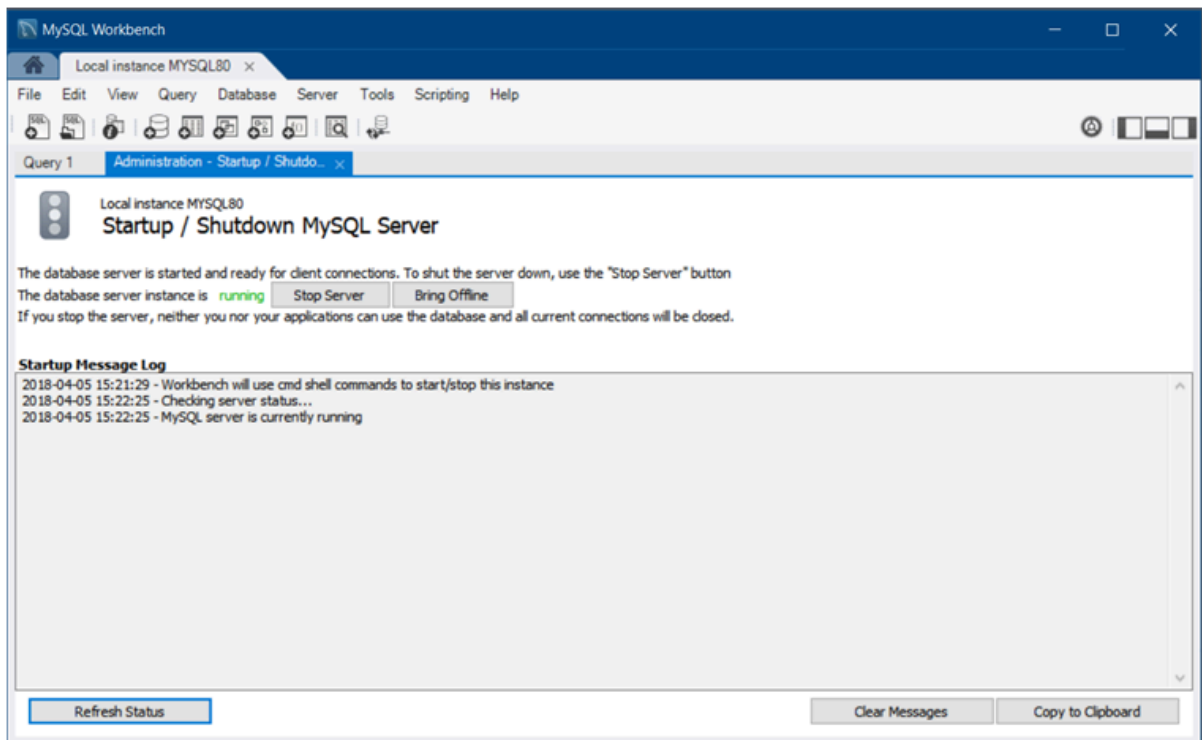 MySQL Workbench
Local instance MYSQL80
File Edit View Query Database Server Tools Scripting Help
SQL SQL
Query 1 Administration - Startup / Shutdo..
Local instance MYSQL80
Startup / Shutdown MySQL Server
The database server is started and ready for client connections. To shut the server down, use the "Stop Server" button
The database server instance is running Stop Server Bring Offline
If you stop the server, neither you nor your applications can use the database and all current connections will be closed.
Startup Message Log
2018-04-05 15:21:29 - Workbench will use cmd shell commands to start/stop this instance
2018-04-05 15:22:25 - Checking server status...
2018-04-05 15:22:25 - MySQL server is currently running
Refresh Status Clear Messages Copy to Clipboard